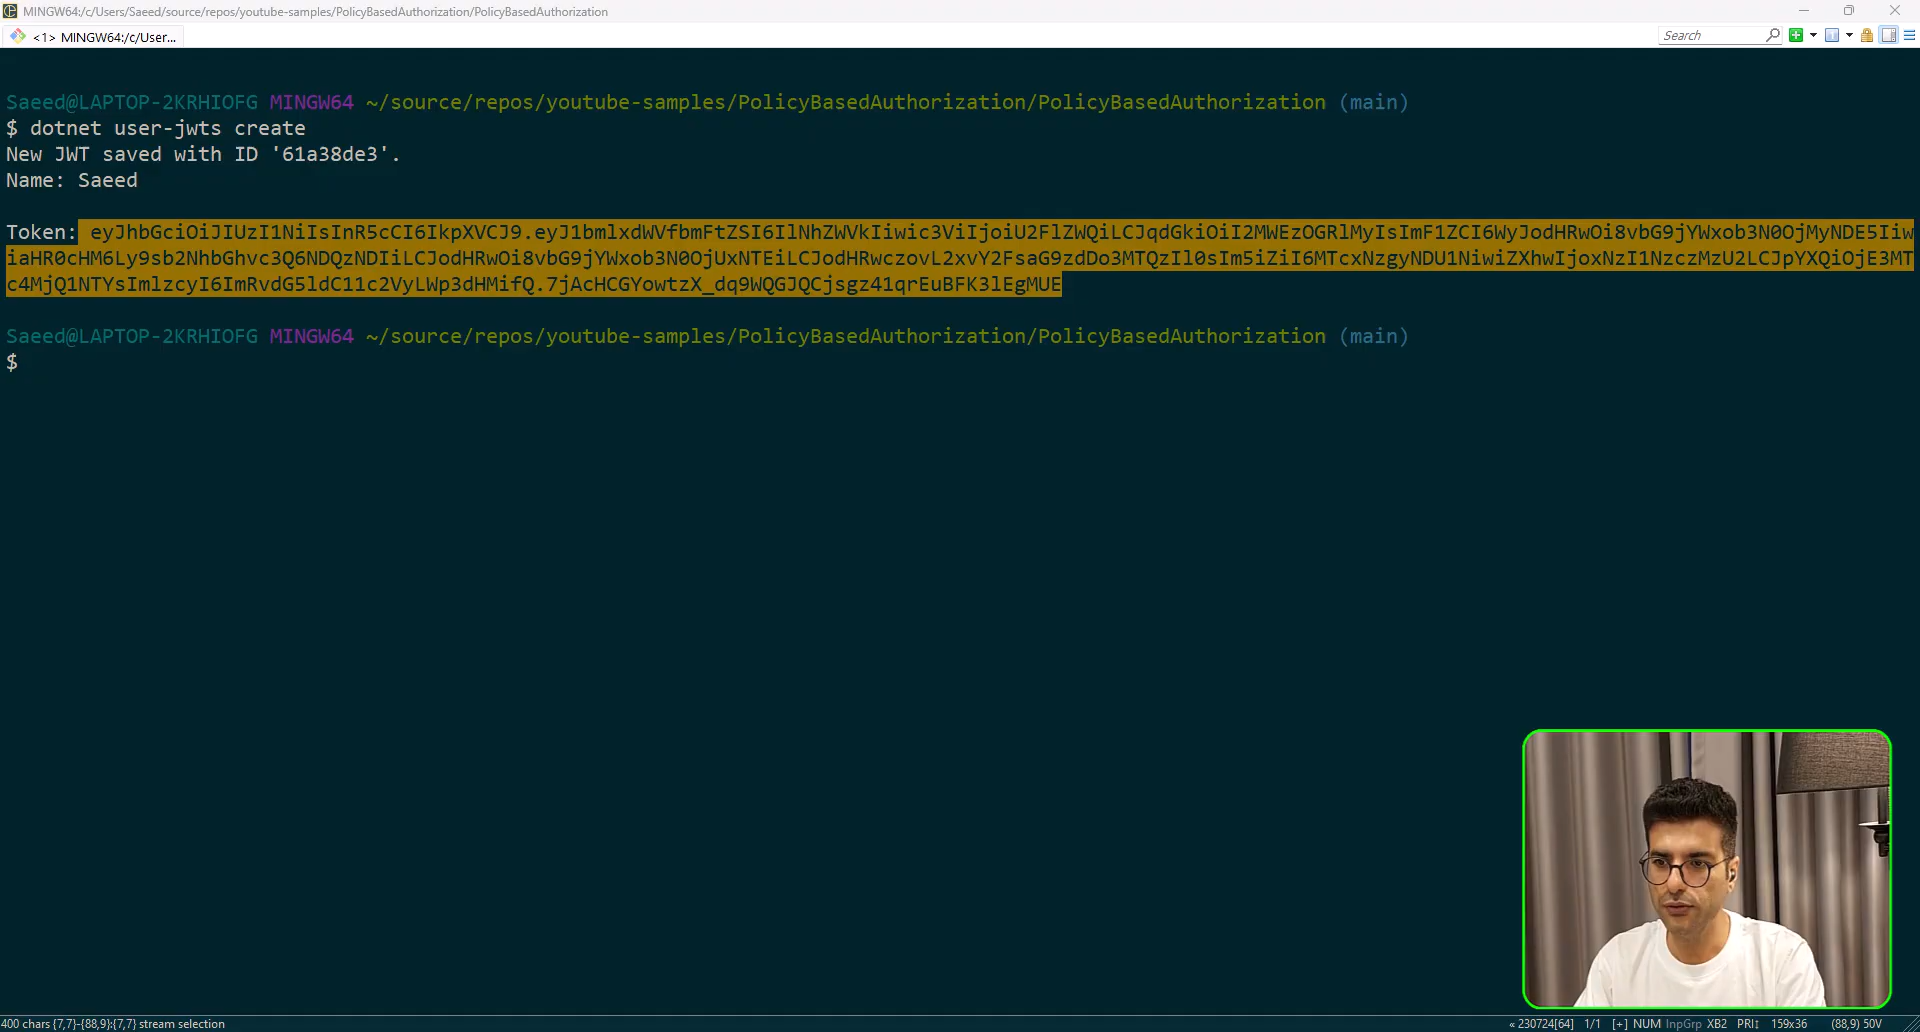 MINGW64:/c/Users/Saeed/source/repos/youtube-samples/PolicyBasedAuthorization/PolicyBasedAuthorization
<1> MINGW64:/c/User...
Search
Saeed@LAPTOP-2KRHIOFG MINGW64 ~/source/repos/youtube-samples/PolicyBasedAuthorization/PolicyBasedAuthorization (main)
$ dotnet user-jwts create
New JWT saved with ID '61a38de3'.
Name: Saeed
Token: eyJhbGciOiJIUzI1NiIsInR5cCI6IkpXVCJ9.eyJ1bmlxdWVfbmFtZSI6IlNhZWVkIiwic3ViIjoiU2FlZWQiLCJqdGkiOiI2MWEzOGRlMyIsImF1ZCI6WyJodHRwOi8vbG9jYWxob3N0OjMyNDE5Iiw
iaHR0cHM6Ly9sb2NhbGhvc3Q6NDQzNDIiLCJodHRwOi8vbG9jYWxob3N0OjUxNTEiLCJodHRwczovL2xvY2FsaG9zdDo3MTQzIl0sIm5iZiI6MTcxNzgyNDU1NiwiZXhwIjoxNzI1NzczMzU2LCJpYXQiOjE3MT
c4MjQ1NTYsImlzcyI6ImRvdG5ldC11c2VyLWp3dHMifQ.7jAcHCGYowtzX_dq9WQGJQCjsgz41qrEuBFK3lEgMUE
Saeed@LAPTOP-2KRHIOFG MINGW64 ~/source/repos/youtube-samples/PolicyBasedAuthorization/PolicyBasedAuthorization (main)
$
400 chars {7,7}-{88,9}:{7,7} stream selection
« 230724[64] 1/1 [+] NUM InpGrp XB2 PRI↕ 159x36 (88,9) 50V